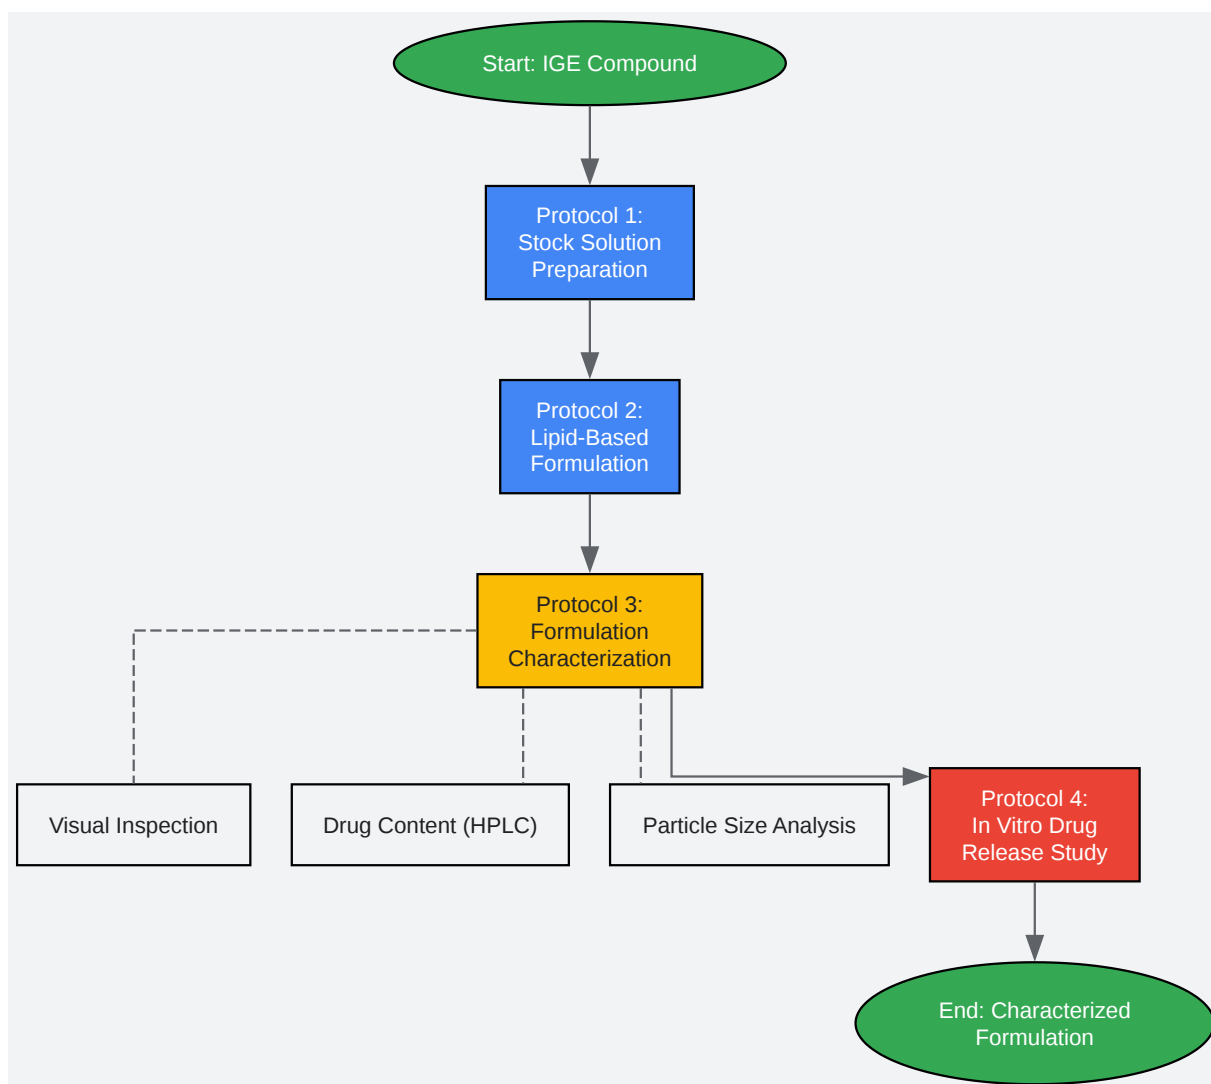 Start: IGE Compound
Protocol 1:
Stock Solution
Preparation
Protocol 2:
Lipid-Based
Formulation
Protocol 3:
Formulation
Characterization
Visual Inspection
Drug Content (HPLC)
Particle Size Analysis
Protocol 4:
In Vitro Drug
Release Study
End: Characterized
Formulation